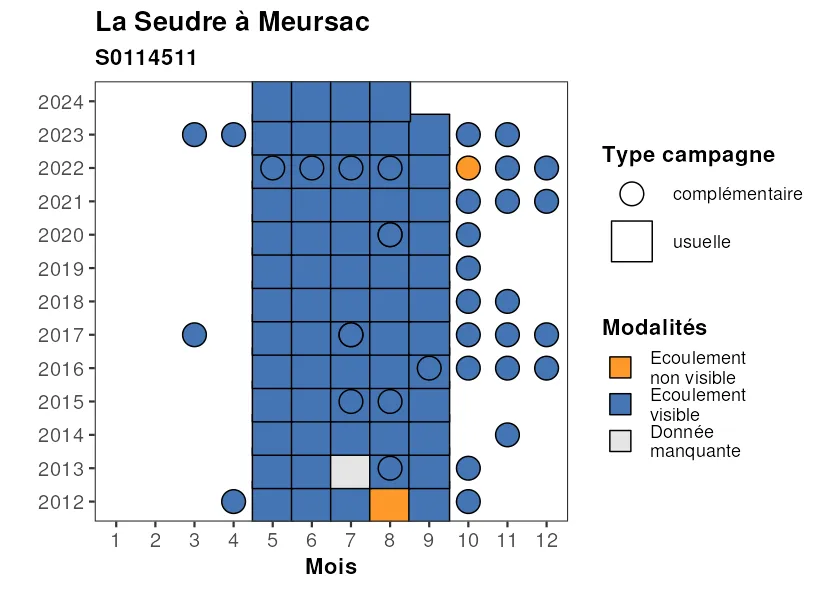 La Seudre à Meursac
S0114511
2024
2023
2022
2021
2020
2019
2018
2017
2016
2015
2014
2013
2012
1 2 3 4 5 6 7 8 9 10 11 12
Mois
Type campagne
complémentaire
usuelle
Modalités
Ecoulement
non visible
Ecoulement
visible
Donnée
manquante